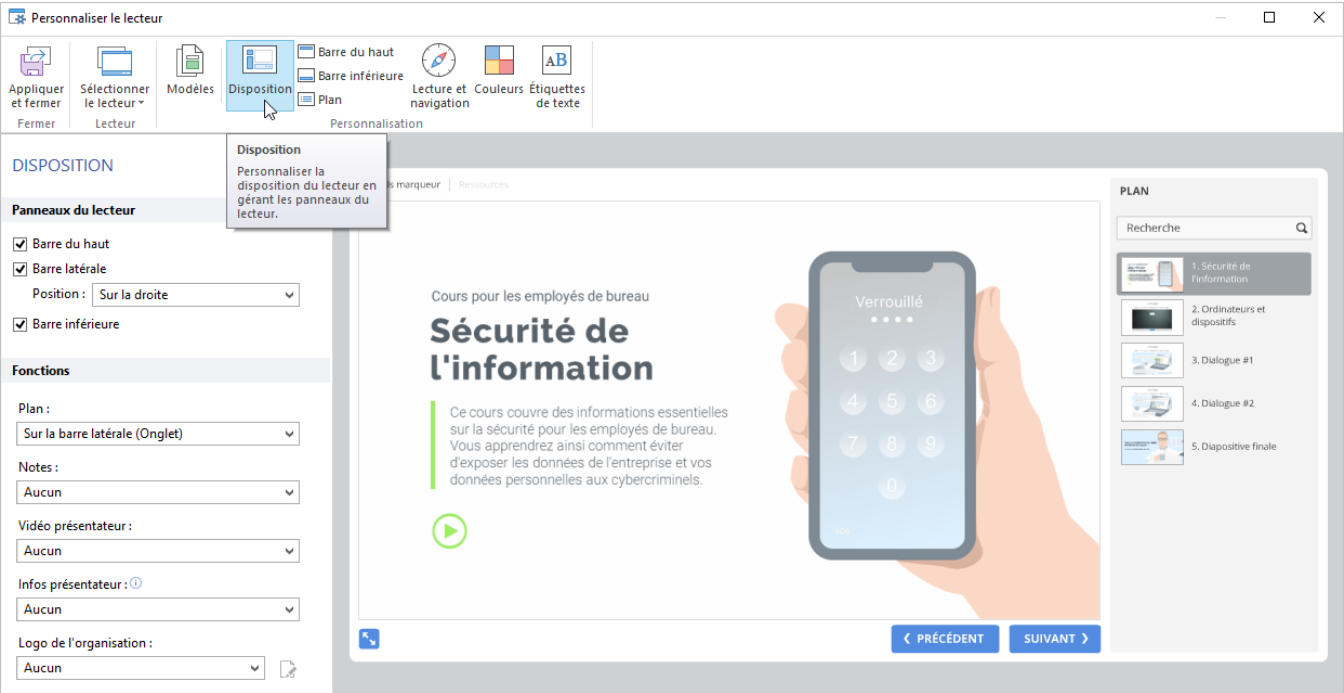 Personnaliser le lecteur
Appliquer et fermer
Sélectionner le lecteur
Modèles
Disposition
Barre du haut
Barre inférieure
Plan
Lecture et navigation
Couleurs
Étiquettes de texte
Fermer
Lecteur
Personnalisation
Disposition
Personnaliser la
disposition du lecteur en
gérant les panneaux du
lecteur.
DISPOSITION
Panneaux du lecteur
Barre du haut
Barre latérale
Position : Sur la droite
Barre inférieure
Fonctions
Plan :
Sur la barre latérale (Onglet)
Notes :
Aucun
Vidéo présentateur :
Aucun
Infos présentateur :
Aucun
Logo de l'organisation :
Aucun
marqueur
Ressources
Cours pour les employés de bureau
Sécurité de
l'information
Ce cours couvre des informations essentielles
sur la sécurité pour les employés de bureau.
Vous apprendrez ainsi comment éviter
d'exposer les données de l'entreprise et vos
données personnelles aux cybercriminels.
Verrouillé
1 2 3
4 5 6
7 8 9
0
SOS
PRÉCÉDENT
SUIVANT
PLAN
Recherche
1. Sécurité de
l'information
2. Ordinateurs et
dispositifs
3. Dialogue #1
4. Dialogue #2
5. Diapositive finale